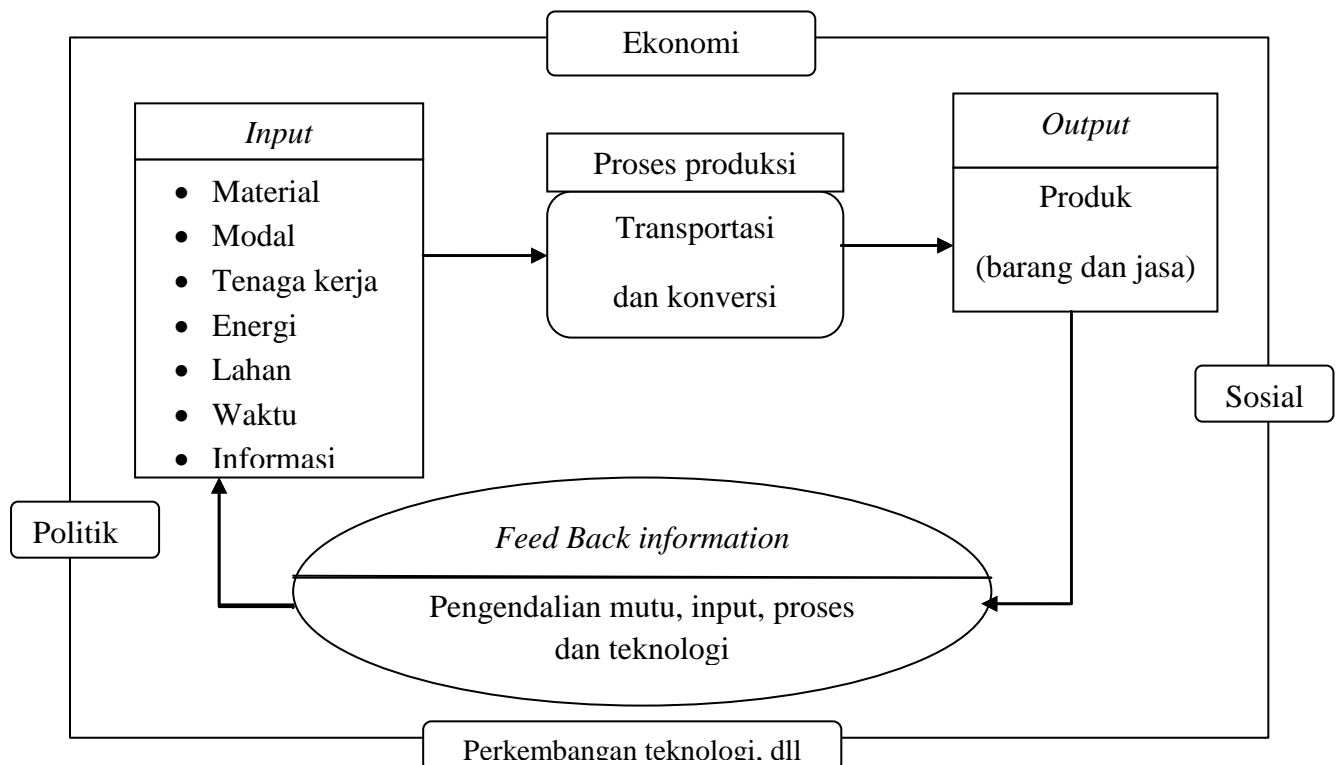 Ekonomi
Input
• Material
• Modal
• Tenaga kerja
• Energi
• Lahan
• Waktu
• Informasi
Proses produksi
Transportasi
dan konversi
Output
Produk
(barang dan jasa)
Sosial
Politik
Feed Back information
Pengendalian mutu, input, proses
dan teknologi
Perkembangan teknologi, dll